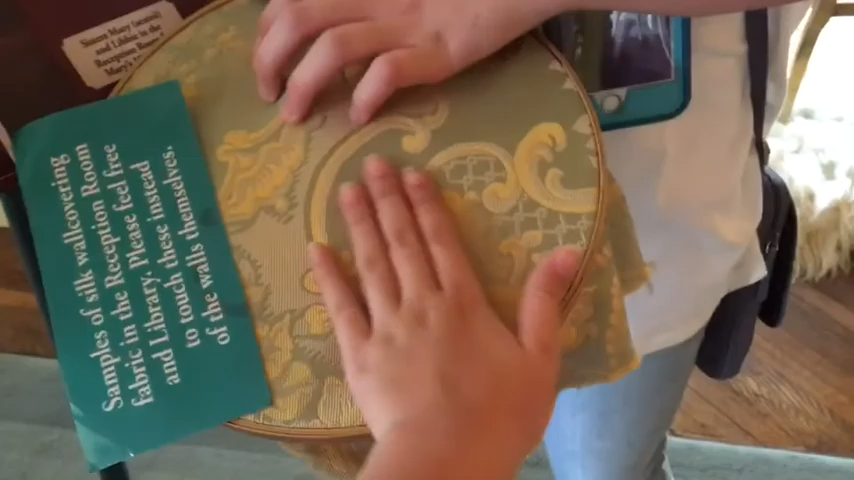 Sisters Mary (seated)
and Libbie in the
Reception Room
Samples of silk wallcovering
fabric in the Reception Room
and Library. Please feel free
to touch these instead
of the walls themselves.